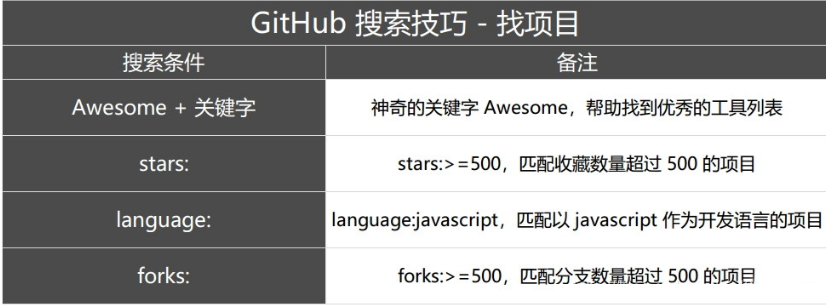 GitHub 搜索技巧 - 找项目
搜索条件
备注
Awesome + 关键字
神奇的关键字 Awesome，帮助找到优秀的工具列表
stars:
stars:>=500，匹配收藏数量超过 500 的项目
language:
language:javascript，匹配以 javascript 作为开发语言的项目
forks:
forks:>=500，匹配分支数量超过 500 的项目